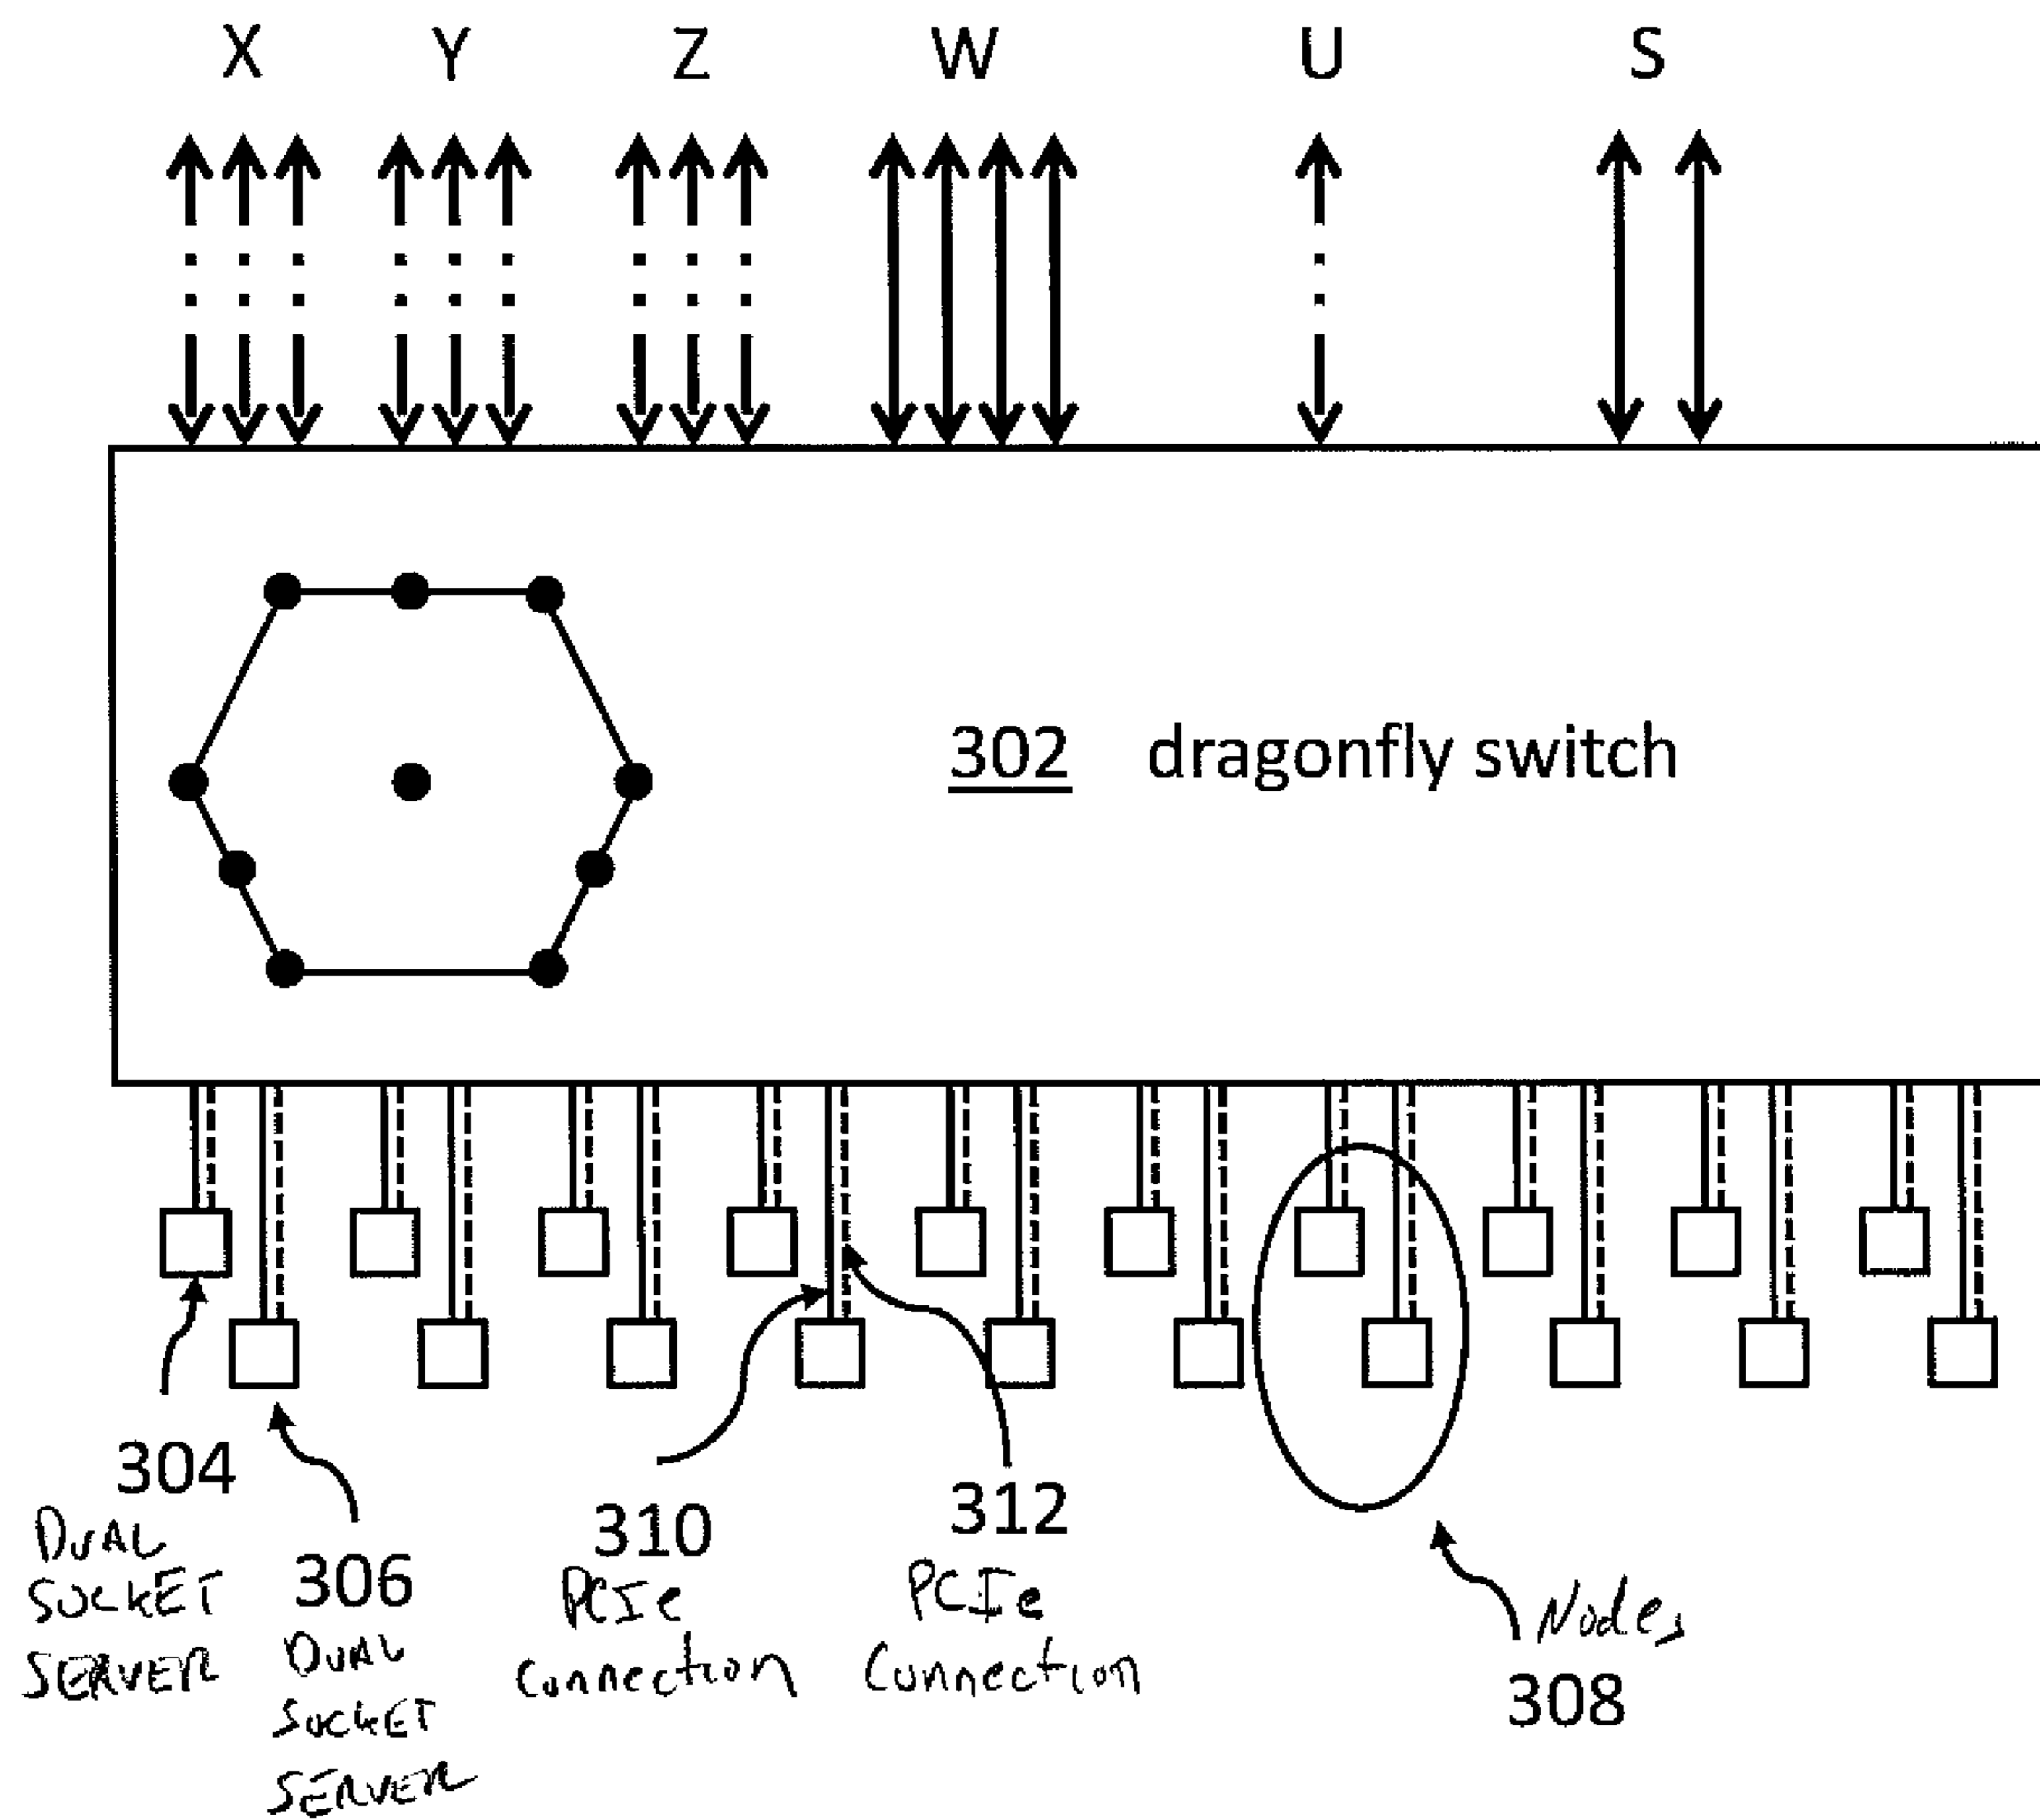 X Y Z W U S
302 dragonfly switch
304
DUAL
SOCKET
SERVER
306
DUAL
SOCKET
SERVER
310
PCIe
Connection
312
PCIe
Connection
Nodes
308